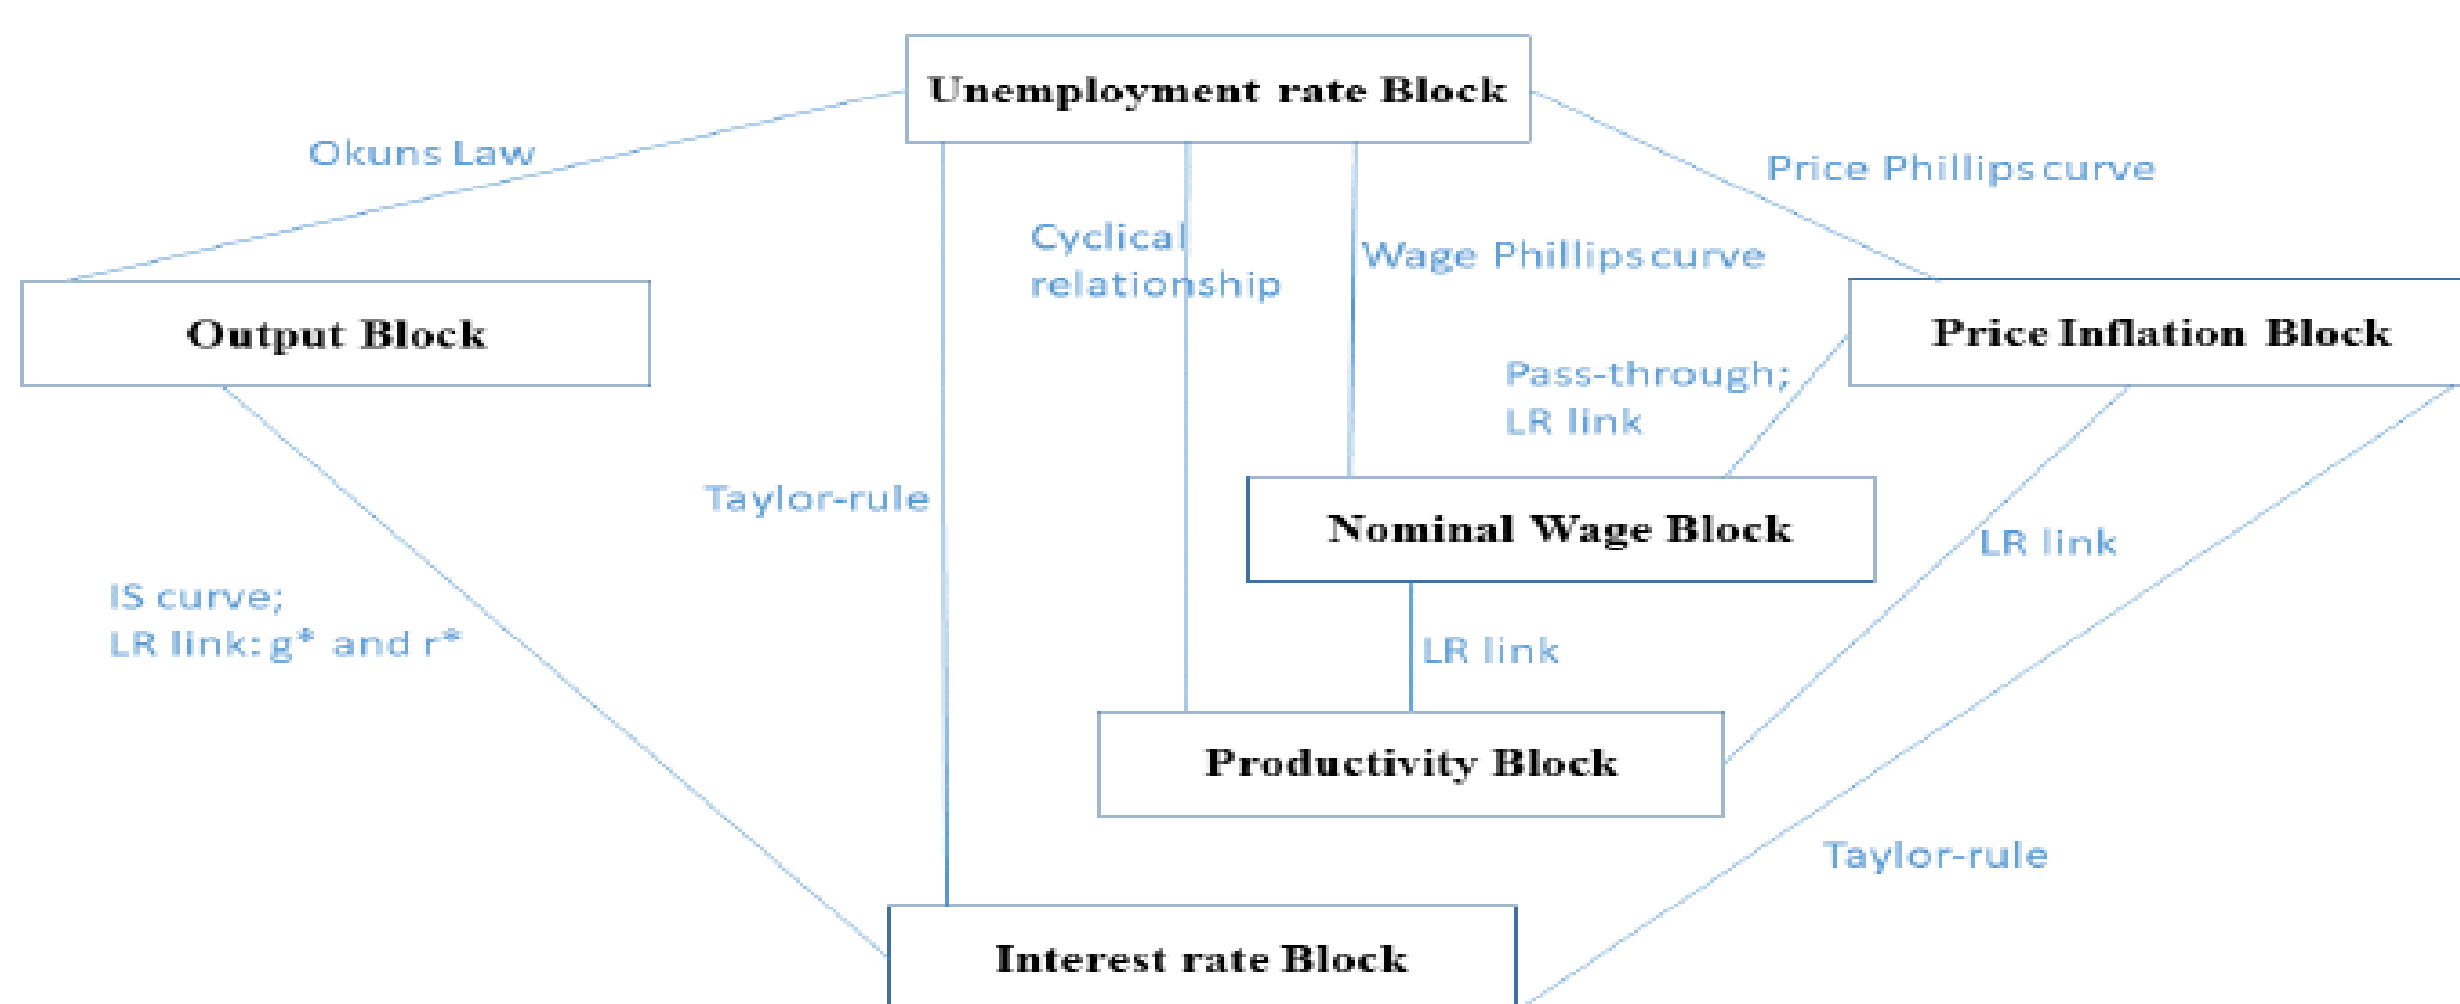 Unemployment rate Block
Okuns Law
Price Phillips curve
Cyclical
relationship
Wage Phillips curve
Output Block
Price Inflation Block
Pass-through;
LR link
Taylor-rule
Nominal Wage Block
LR link
IS curve;
LR link: g* and r*
LR link
Productivity Block
Taylor-rule
Interest rate Block